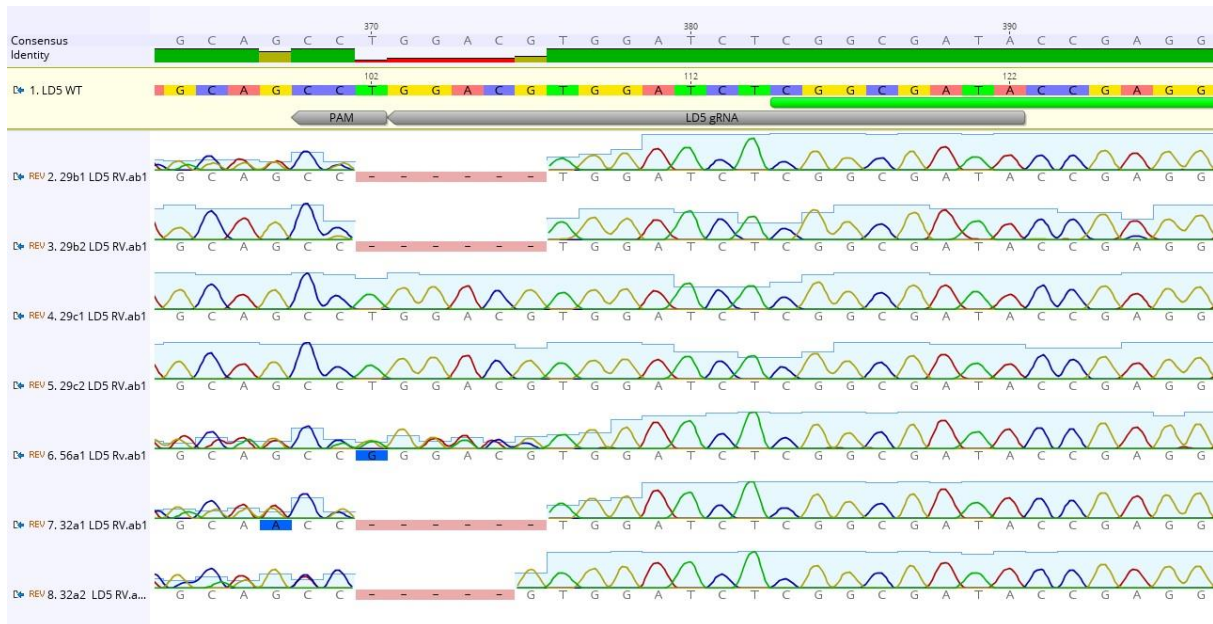 370 380 390
Consensus G C A G C C T G G A C G T G G A T C T C G G C G A T A C C G A G G
Identity
102 112 122
1. LD5 WT G C A G C C T G G A C G T G G A T C T C G G C G A T A C C G A G G
PAM LD5 gRNA
REV 2. 29b1 LD5 RV.ab1 G C A G C C - - - - - - T G G A T C T C G G C G A T A C C G A G G
REV 3. 29b2 LD5 RV.ab1 G C A G C C - - - - - - T G G A T C T C G G C G A T A C C G A G G
REV 4. 29c1 LD5 RV.ab1 G C A G C C T G G A C G T G G A T C T C G G C G A T A C C G A G G
REV 5. 29c2 LD5 RV.ab1 G C A G C C T G G A C G T G G A T C T C G G C G A T A C C G A G G
REV 6. 56a1 LD5 Rv.ab1 G C A G C C G G G A C G T G G A T C T C G G C G A T A C C G A G G
REV 7. 32a1 LD5 RV.ab1 G C A A C C - - - - - - T G G A T C T C G G C G A T A C C G A G G
REV 8. 32a2 LD5 RV.a... G C A G C C - - - - - G T G G A T C T C G G C G A T A C C G A G G